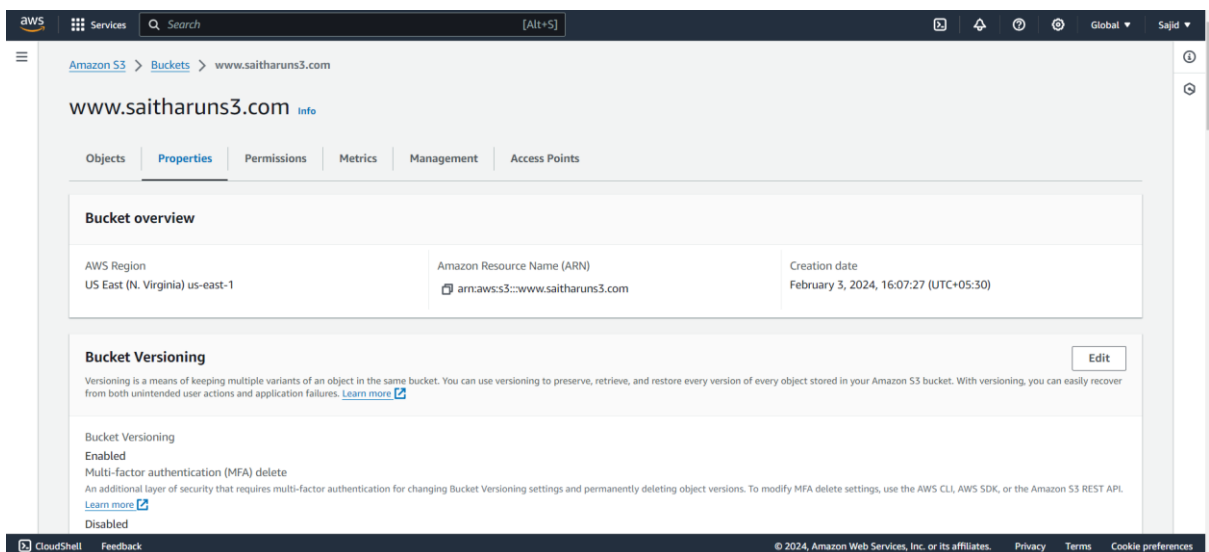 aws
Services
Search
[Alt+S]
Global ▼
Sajid ▼
Amazon S3 > Buckets > www.saitharuns3.com
www.saitharuns3.com Info
Objects
Properties
Permissions
Metrics
Management
Access Points
Bucket overview
AWS Region
US East (N. Virginia) us-east-1
Amazon Resource Name (ARN)
arn:aws:s3:::www.saitharuns3.com
Creation date
February 3, 2024, 16:07:27 (UTC+05:30)
Bucket Versioning
Edit
Versioning is a means of keeping multiple variants of an object in the same bucket. You can use versioning to preserve, retrieve, and restore every version of every object stored in your Amazon S3 bucket. With versioning, you can easily recover
from both unintended user actions and application failures. Learn more
Bucket Versioning
Enabled
Multi-factor authentication (MFA) delete
An additional layer of security that requires multi-factor authentication for changing Bucket Versioning settings and permanently deleting object versions. To modify MFA delete settings, use the AWS CLI, AWS SDK, or the Amazon S3 REST API.
Learn more
Disabled
CloudShell
Feedback
© 2024, Amazon Web Services, Inc. or its affiliates.
Privacy
Terms
Cookie preferences